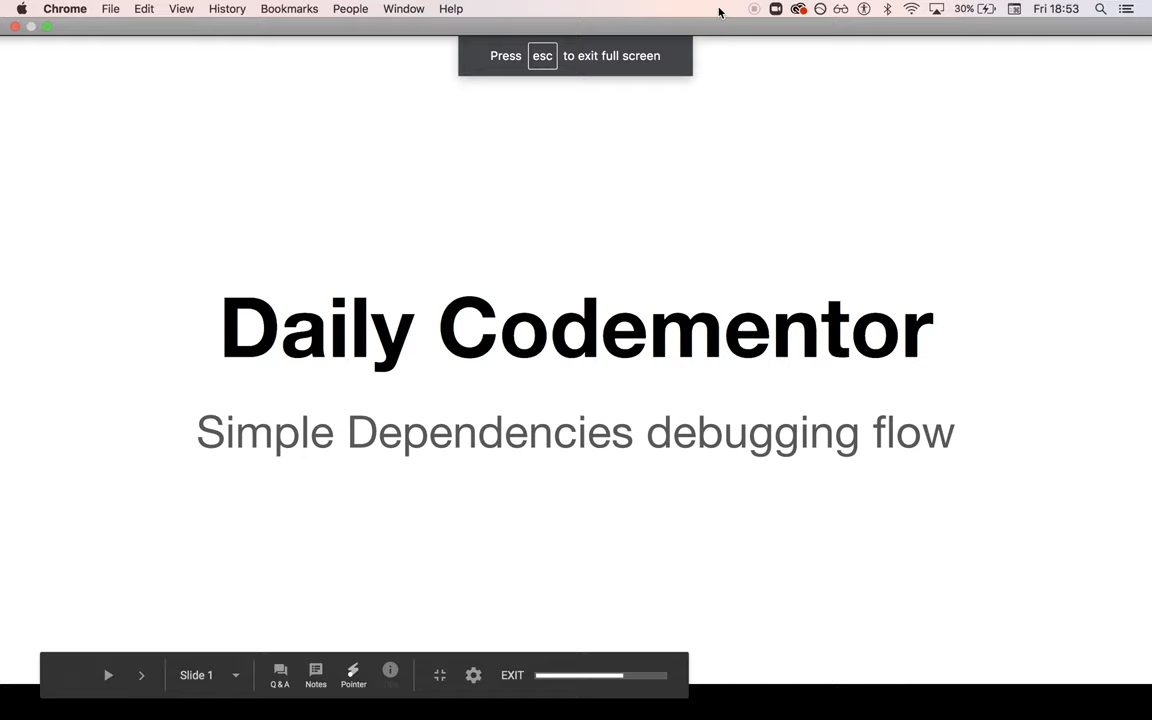 Chrome File Edit View History Bookmarks People Window Help 30% Fri 18:53
Press esc to exit full screen
Daily Codementor
Simple Dependencies debugging flow
Slide 1 Q & A Notes Pointer EXIT